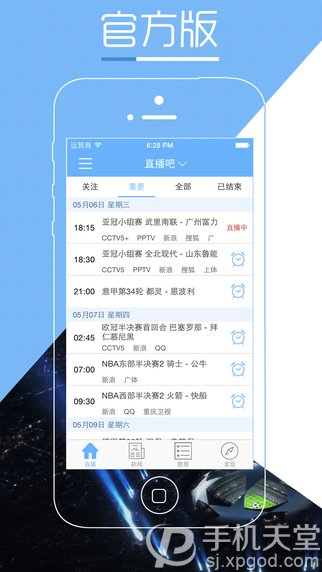 官方版
运营商 6:28 PM
直播吧
关注 重要 全部 已结束
05月06日 星期三
18:15 亚冠小组赛 武里南联 - 广州富力 直播中
CCTV5+ PPTV 新浪 搜狐 广
18:30 亚冠小组赛 全北现代 - 山东鲁能
CCTV5 PPTV 新浪 搜狐 上体
21:00 意甲第34轮 都灵 - 恩波利
05月07日 星期四
02:45 欧冠半决赛首回合 巴塞罗那 - 拜
仁慕尼黑
CCTV5 新浪 QQ
07:00 NBA东部半决赛2 骑士 - 公牛
新浪 广体
09:30 NBA西部半决赛2 火箭 - 快船
新浪 QQ 重庆卫视
05月09日 星期六
直播 新闻 数据 发现
手机天堂
sj.xpgod.com